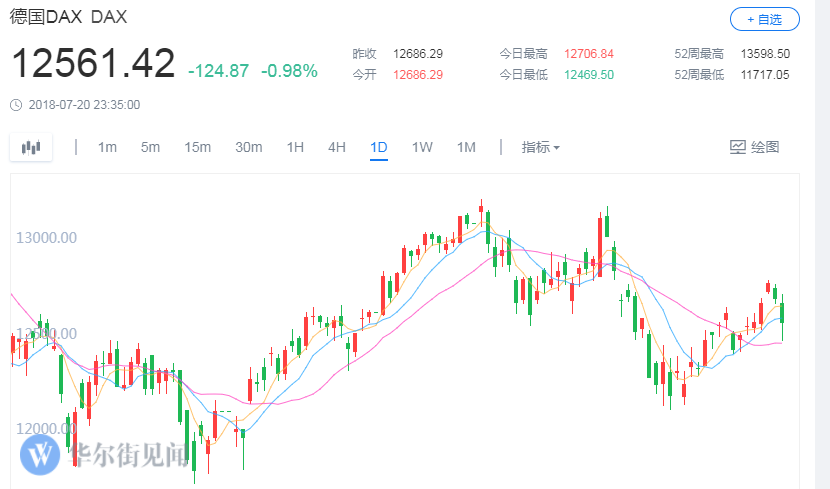 德国DAX DAX
+ 自选
12561.42 -124.87 -0.98%
昨收 12686.29 今日最高 12706.84 52周最高 13598.50
今开 12686.29 今日最低 12469.50 52周最低 11717.05
2018-07-20 23:35:00
1m 5m 15m 30m 1H 4H 1D 1W 1M 指标 绘图
13000.00
12500.00
12000.00
W 华尔街见闻